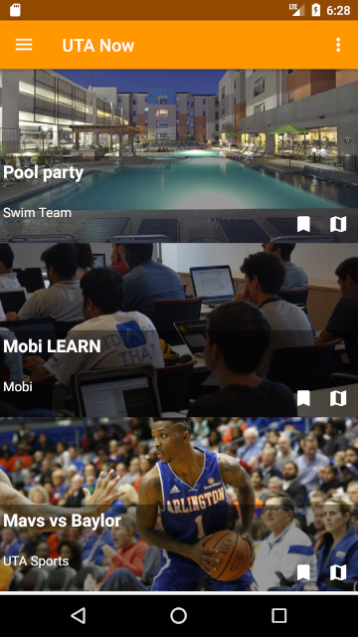 LTE 6:28
UTA Now
Pool party
Swim Team
Mobi LEARN
Mobi
Mavs vs Baylor
UTA Sports
ARLINGTON
1